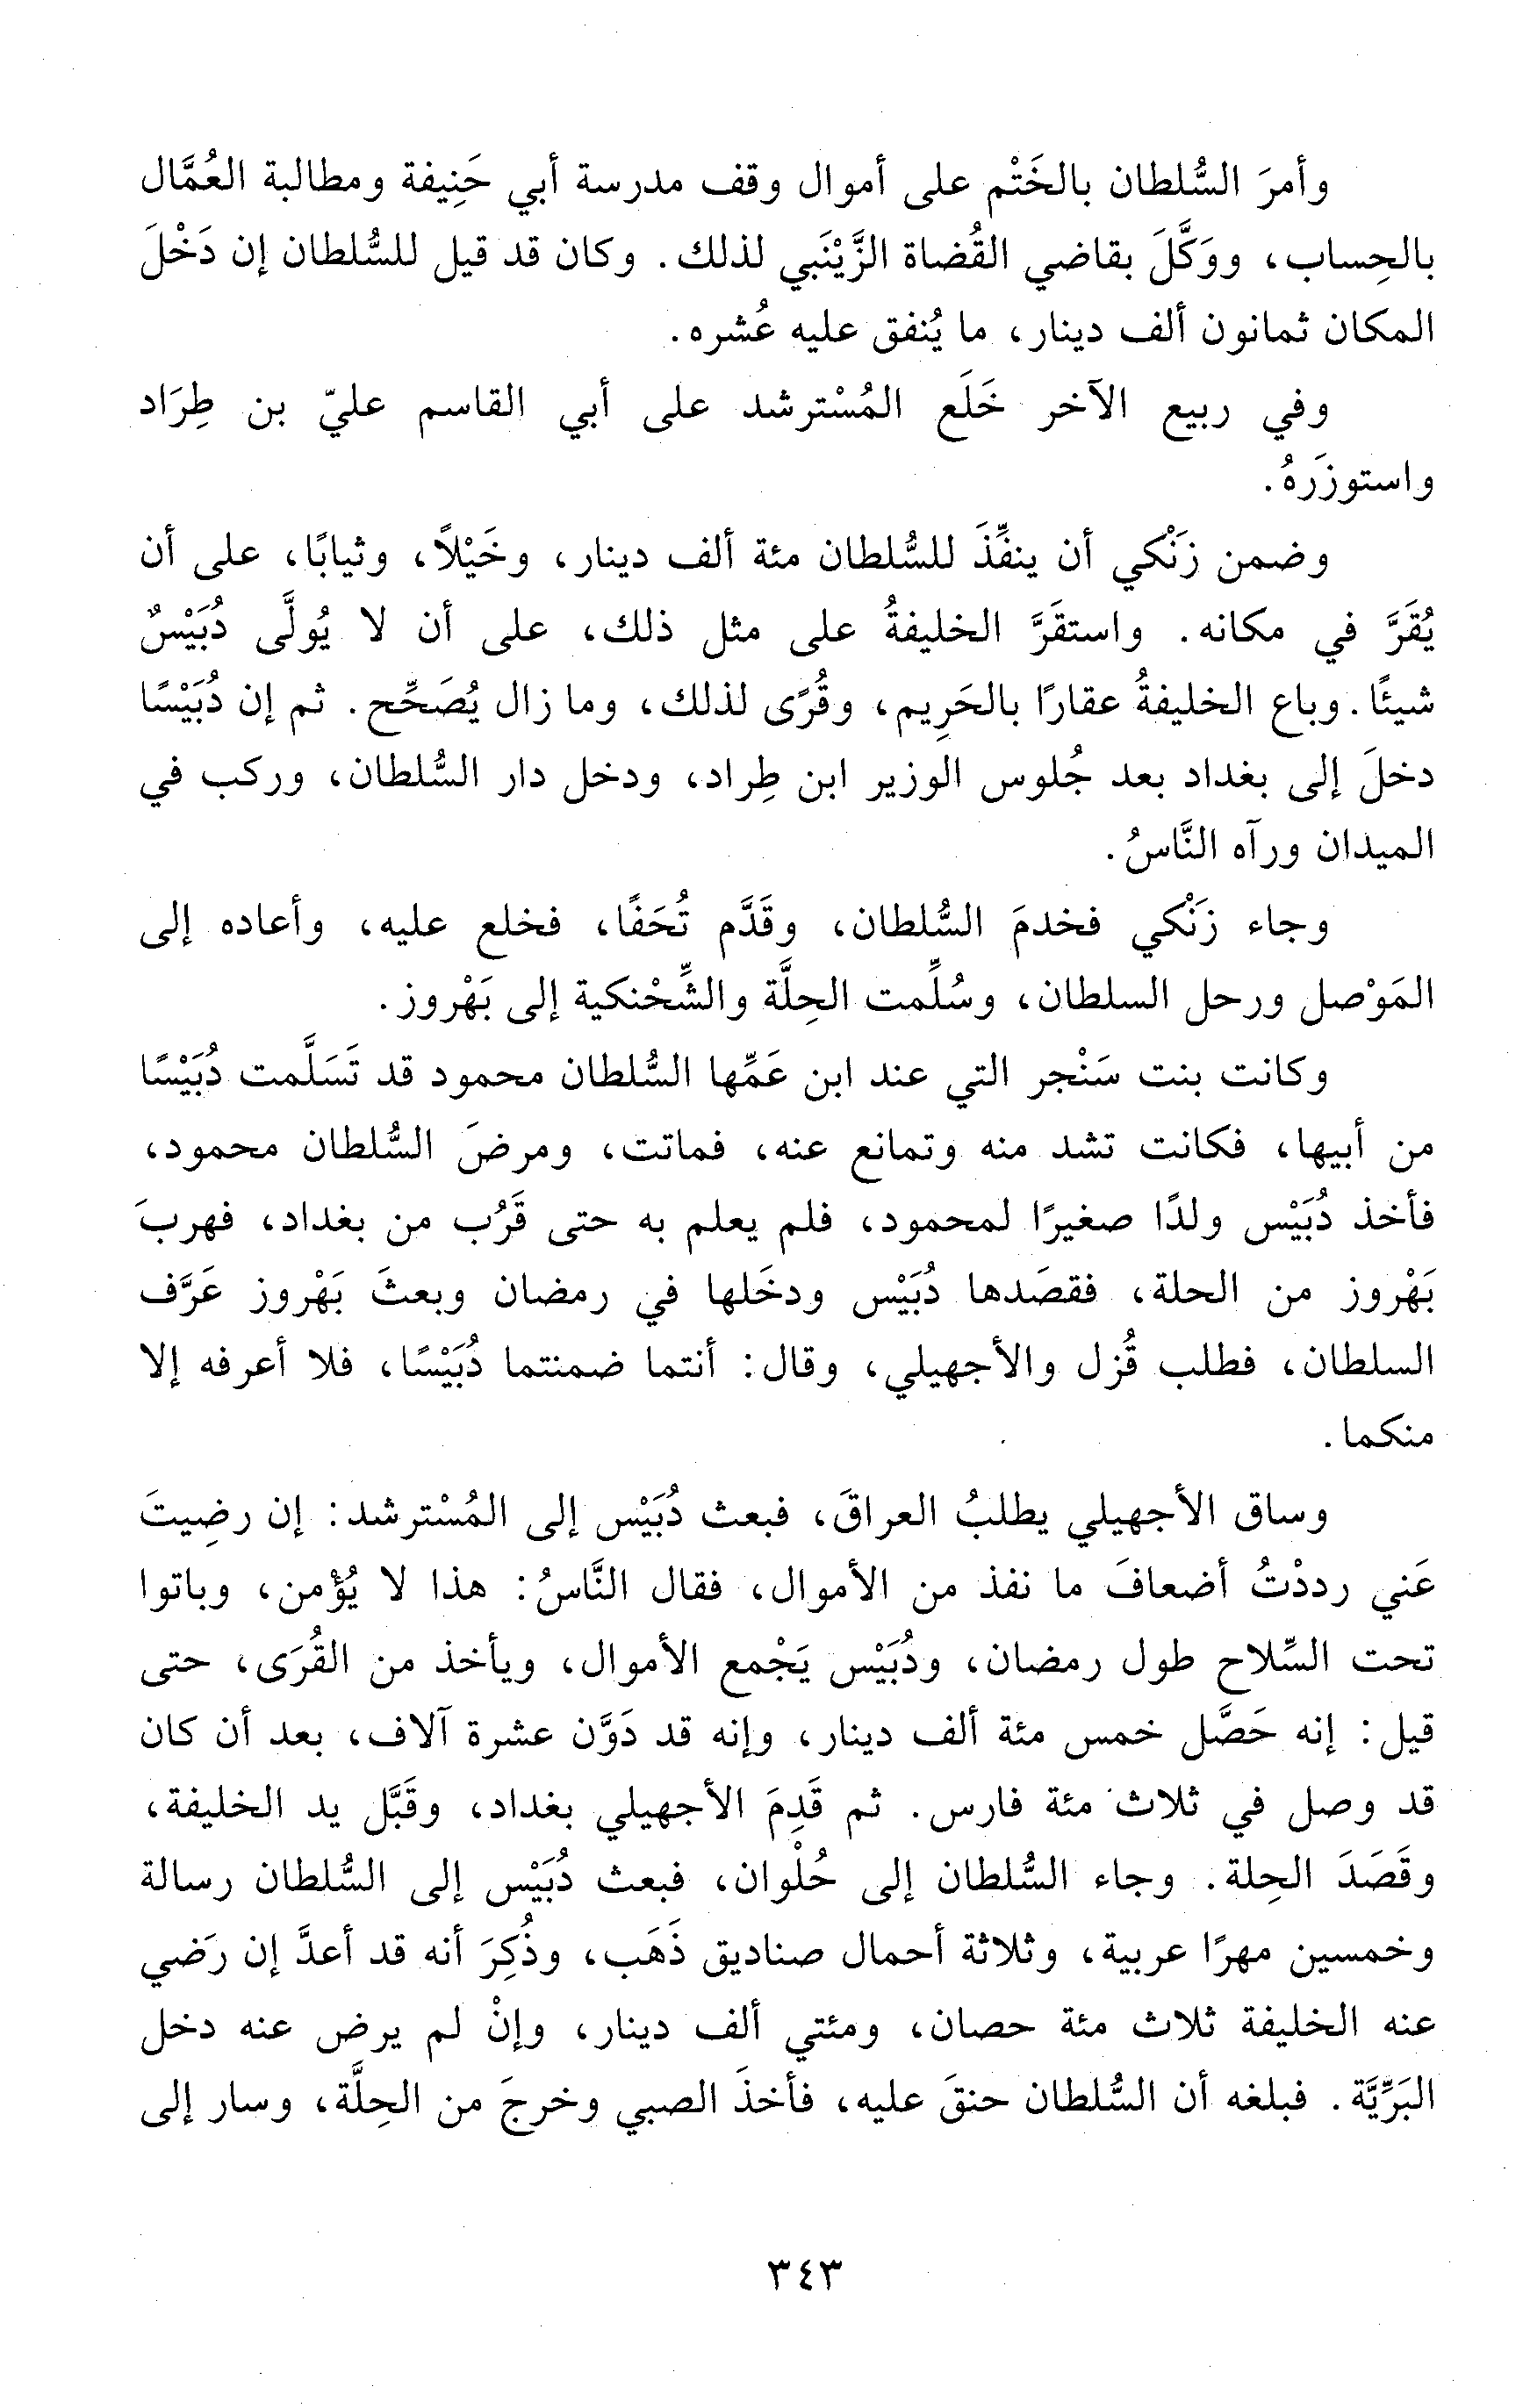 وأمرَ السُّلطان بالخَتْم على أموال وقف مدرسة أبي حَنِيفة ومطالبة العُمَّال
بالحِساب، ووَكَّلَ بقاضي القُضاة الزَّيْنَبي لذلك. وكان قد قيل للسُّلطان إن دَخْلَ
المكان ثمانون ألف دينار، ما يُنفق عليه عُشره.
وفي ربيع الآخر خَلَع المُسْترشد على أبي القاسم عليّ بن طِرَاد
واستوزَرهُ.
وضمن زَنْكي أن ينفِّذَ للسُّلطان مئة ألف دينار، وخَيْلاً، وثيابًا، على أن
يُقَرَّ في مكانه. واستقَرَّ الخليفةُ على مثل ذلك، على أن لا يُولَّى دُبَيْسٌ
شيئًا. وباع الخليفةُ عقارًا بالحَرِيم، وقُرًى لذلك، وما زال يُصَحِّح. ثم إن دُبَيْسًا
دخلَ إلى بغداد بعد جُلوس الوزير ابن طِراد، ودخل دار السُّلطان، وركب في
الميدان ورآه النَّاسُ.
وجاء زَنْكي فخدمَ السُّلطان، وقَدَّم تُحَفًا، فخلع عليه، وأعاده إلى
المَوْصل ورحل السلطان، وسُلِّمت الحِلَّة والشِّحْنكية إلى بَهْروز.
وكانت بنت سَنْجر التي عند ابن عَمِّها السُّلطان محمود قد تَسَلَّمت دُبَيْسًا
من أبيها، فكانت تشد منه وتمانع عنه، فماتت، ومرضَ السُّلطان محمود،
فأخذ دُبَيْس ولدًا صغيرًا لمحمود، فلم يعلم به حتى قَرُب من بغداد، فهربَ
بَهْروز من الحلة، فقصَدها دُبَيْس ودخَلها في رمضان وبعثَ بَهْروز عَرَّف
السلطان، فطلب قُزل والأجهيلي، وقال: أنتما ضمنتما دُبَيْسًا، فلا أعرفه إلا
منكما.
وساق الأجهيلي يطلبُ العراقَ، فبعث دُبَيْس إلى المُسْترشد: إن رضِيتَ
عَني رددْتُ أضعافَ ما نفذ من الأموال، فقال النَّاسُ: هذا لا يُؤْمن، وباتوا
تحت السِّلاح طول رمضان، ودُبَيْس يَجْمع الأموال، ويأخذ من القُرَى، حتى
قيل: إنه حَصَّل خمس مئة ألف دينار، وإنه قد دَوَّن عشرة آلاف، بعد أن كان
قد وصل في ثلاث مئة فارس. ثم قَدِمَ الأجهيلي بغداد، وقَبَّل يد الخليفة،
وقَصَدَ الحِلة. وجاء السُّلطان إلى حُلْوان، فبعث دُبَيْس إلى السُّلطان رسالة
وخمسين مهرًا عربية، وثلاثة أحمال صناديق ذَهَب، وذُكِرَ أنه قد أعدَّ إن رَضي
عنه الخليفة ثلاث مئة حصان، ومئتي ألف دينار، وإنْ لم يرض عنه دخل
البَرِّيَّة. فبلغه أن السُّلطان حنقَ عليه، فأخذَ الصبي وخرجَ من الحِلَّة، وسار إلى
٣٤٣